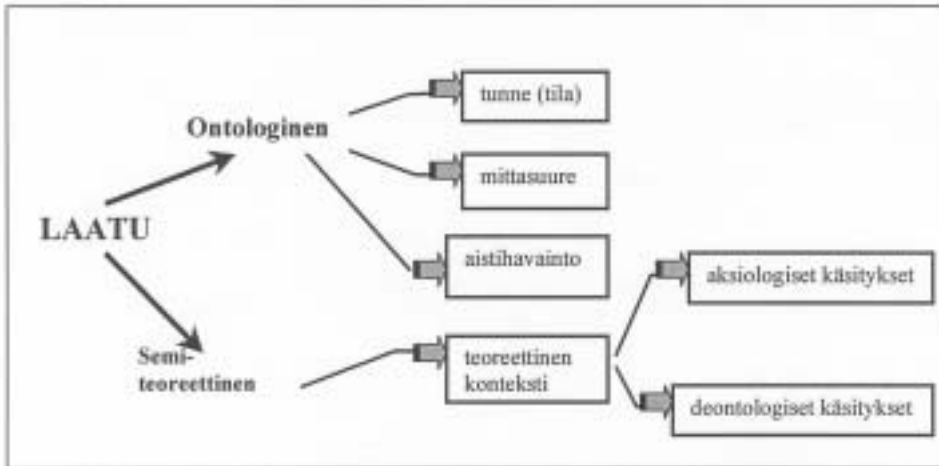 tunne (tila)
Ontologinen
mittasuure
LAATU
aistihavainto
aksiologiset käsitykset
Semi-
teoreettinen
teoreettinen
konteksti
deontologiset käsitykset